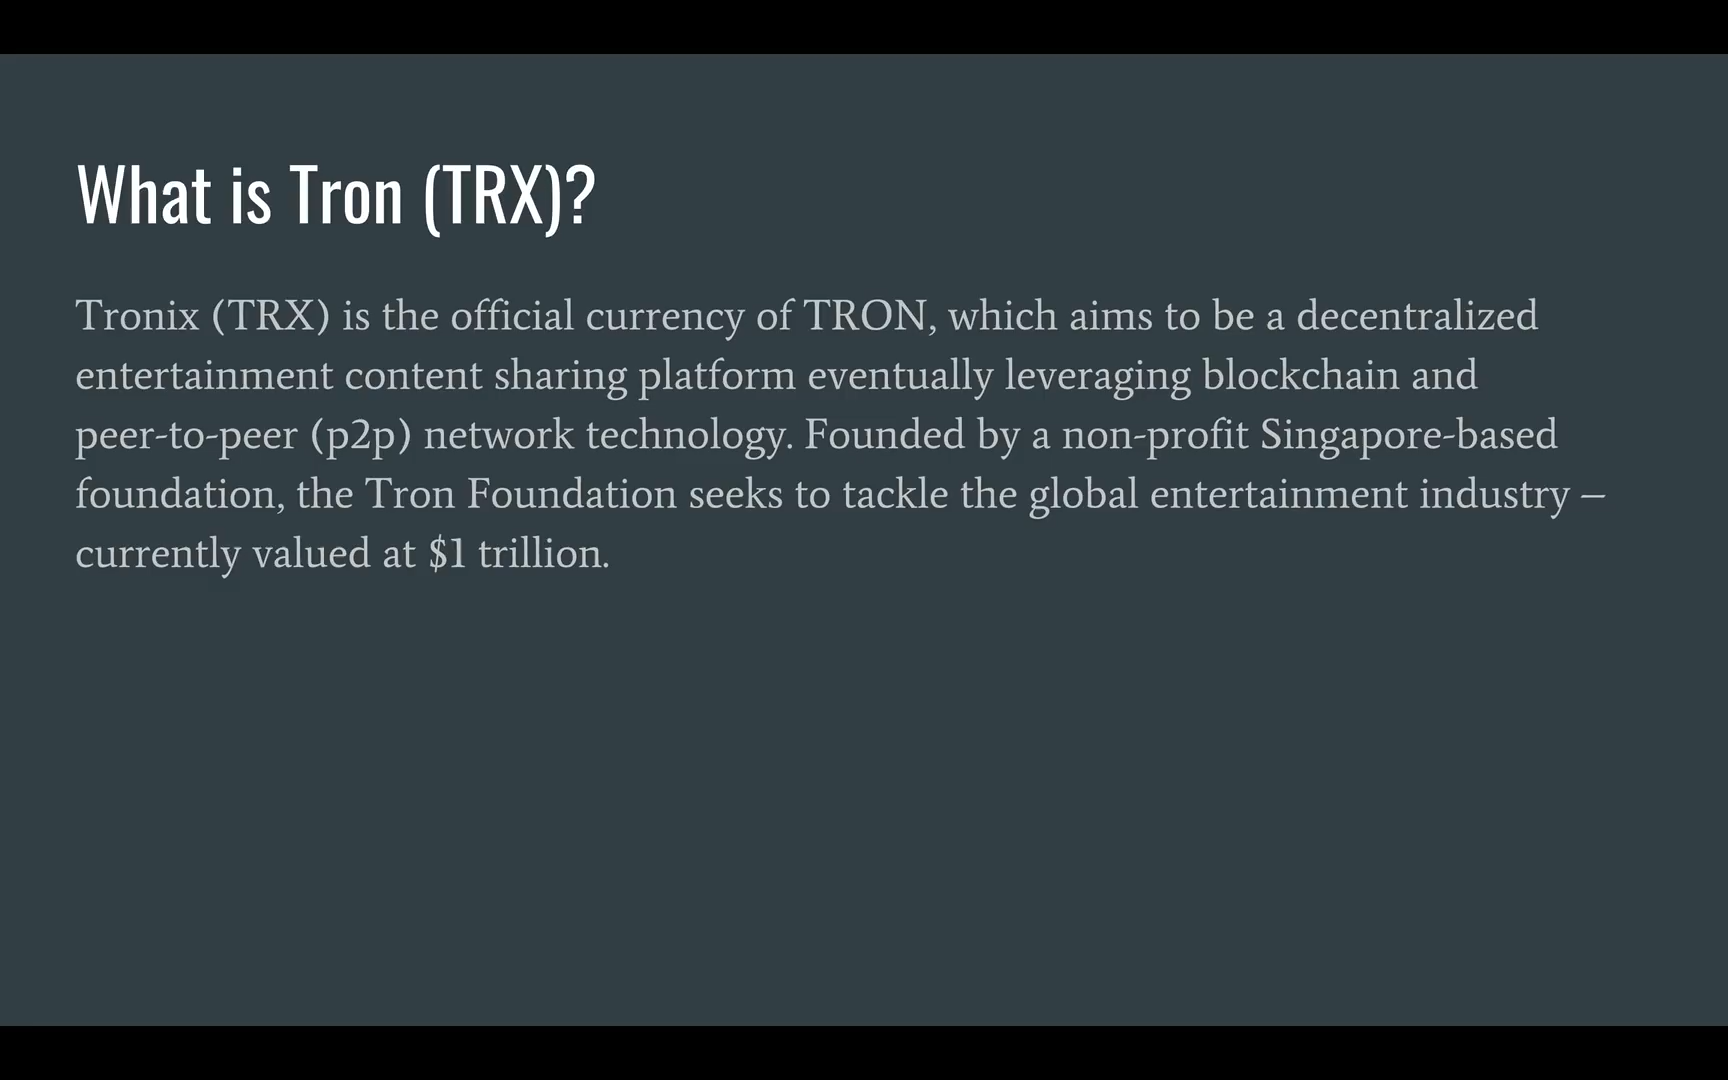 What is Tron (TRX)?
Tronix (TRX) is the official currency of TRON, which aims to be a decentralized
entertainment content sharing platform eventually leveraging blockchain and
peer-to-peer (p2p) network technology. Founded by a non-profit Singapore-based
foundation, the Tron Foundation seeks to tackle the global entertainment industry –
currently valued at $1 trillion.